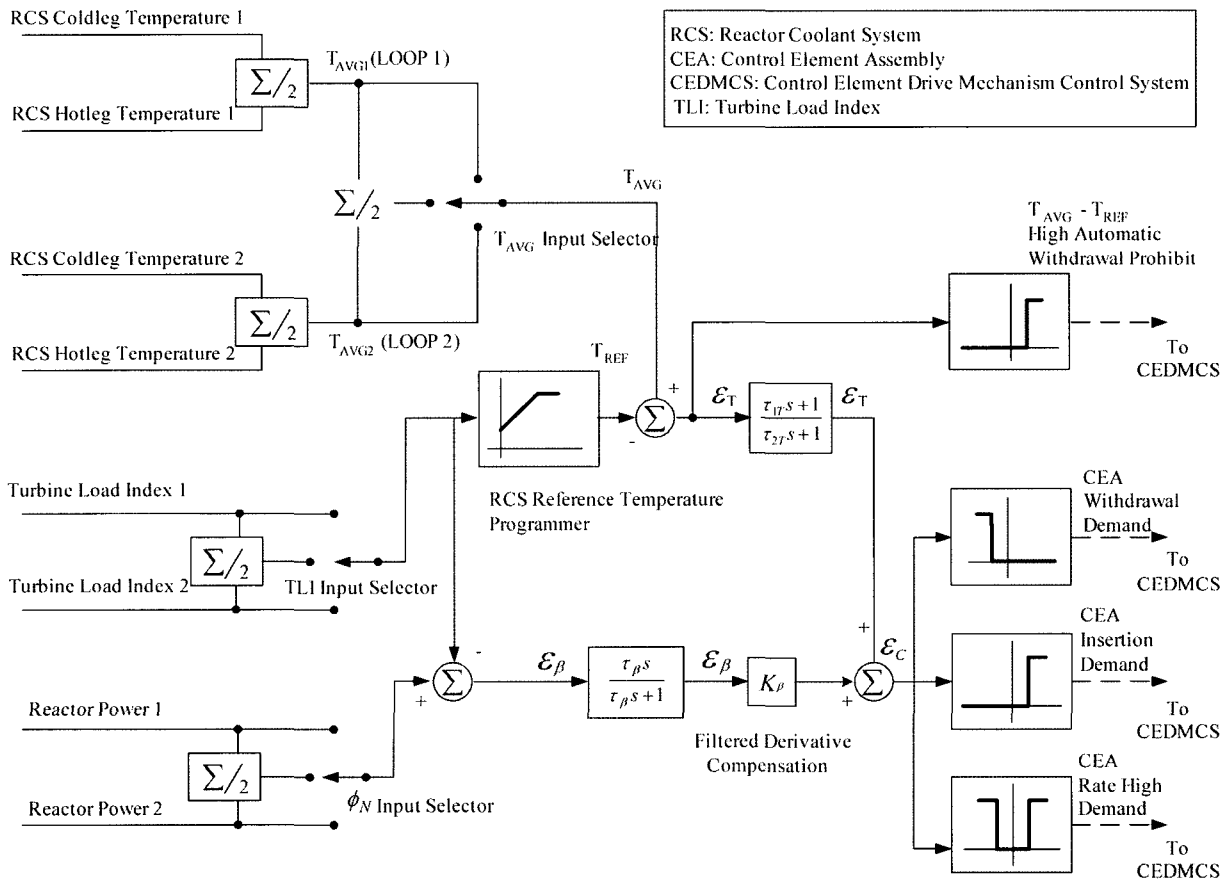 RCS Coldleg Temperature 1
RCS Hotleg Temperature 1
Σ/2
T_AVG1 (LOOP 1)
RCS: Reactor Coolant System
CEA: Control Element Assembly
CEDMCS: Control Element Drive Mechanism Control System
TLI: Turbine Load Index
Σ/2
T_AVG
T_AVG Input Selector
RCS Coldleg Temperature 2
RCS Hotleg Temperature 2
Σ/2
T_AVG2 (LOOP 2)
T_AVG - T_REF
High Automatic
Withdrawal Prohibit
To
CEDMCS
T_REF
+
-
Σ
ε_T
τ_1T s + 1
τ_2T s + 1
ε_T
RCS Reference Temperature
Programmer
Turbine Load Index 1
Turbine Load Index 2
Σ/2
TLI Input Selector
CEA
Withdrawal
Demand
To
CEDMCS
-
+
Σ
ε_β
τ_β s
τ_β s + 1
ε_β
K_β
Filtered Derivative
Compensation
+
+
Σ
ε_C
CEA
Insertion
Demand
To
CEDMCS
Reactor Power 1
Reactor Power 2
Σ/2
ϕ_N Input Selector
CEA
Rate High
Demand
To
CEDMCS